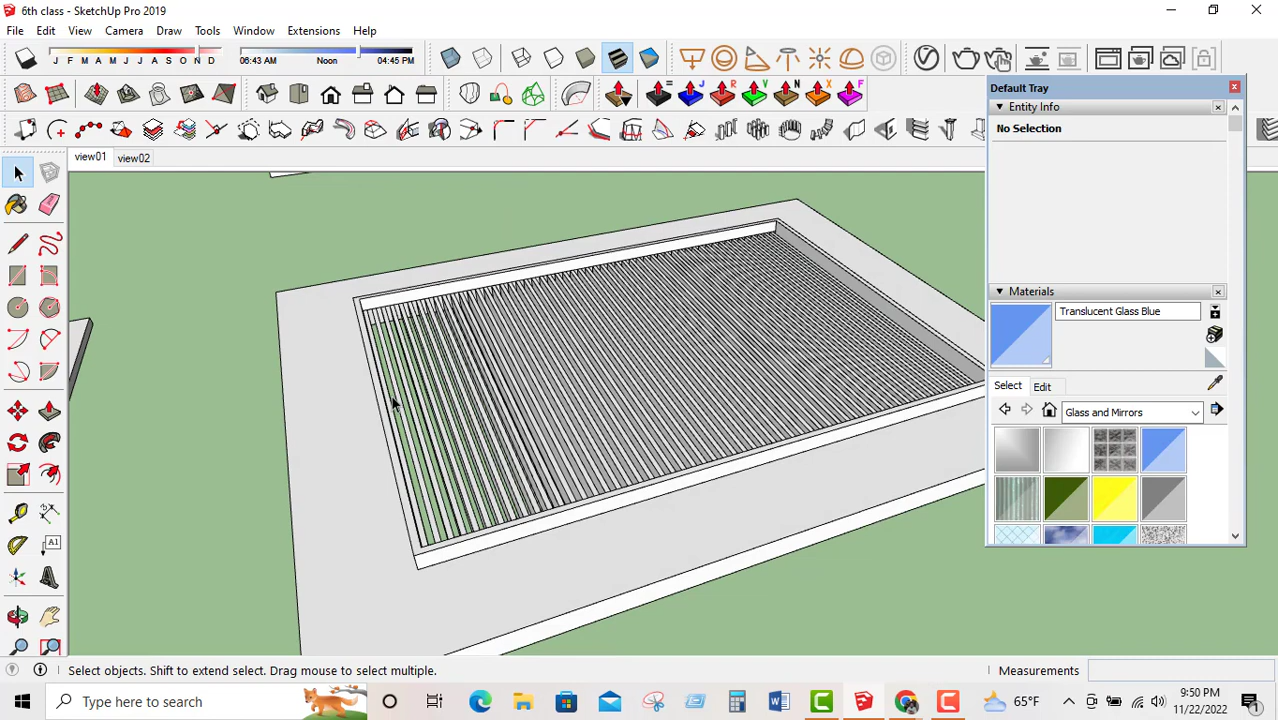 6th class - SketchUp Pro 2019
File Edit View Camera Draw Tools Window Extensions Help
J F M A M J J A S O N D
06:43 AM Noon 04:45 PM
= J R V N X F
view01 view02
Default Tray
Entity Info
No Selection
Materials
Translucent Glass Blue
Select Edit
Glass and Mirrors
A1
Select objects. Shift to extend select. Drag mouse to select multiple.
Measurements
Type here to search
65°F
9:50 PM
11/22/2022
1